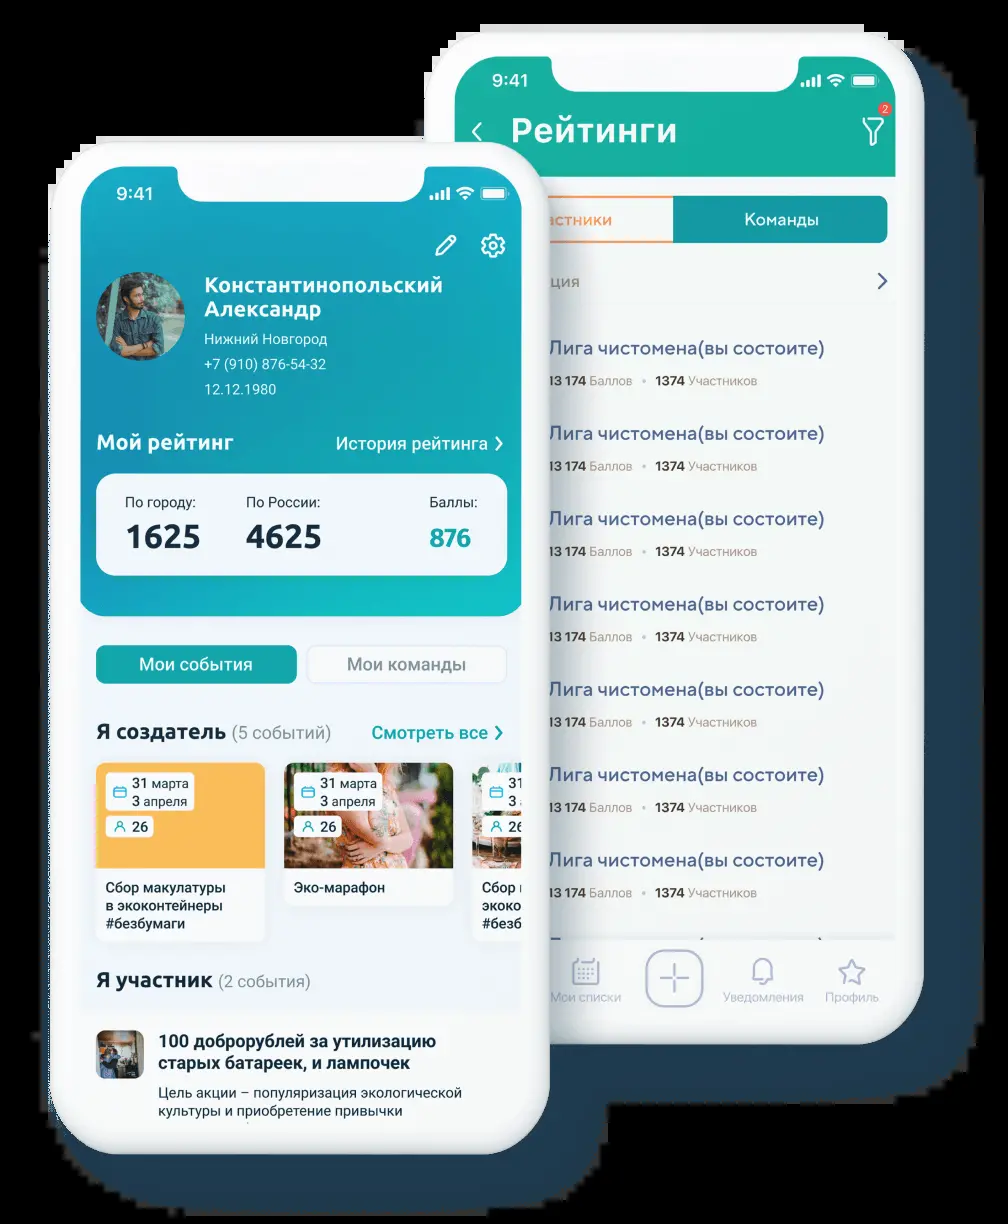 9:41
Константинопольский
Александр
Нижний Новгород
+7 (910) 876-54-32
12.12.1980
Мой рейтинг
История рейтинга
По городу:
По России:
Баллы:
1625
4625
876
Мои события
Мои команды
Я создатель (5 событий)
Смотреть все
31 марта
3 апреля
26
Сбор макулатуры
в экоконтейнеры
#безбумаги
31 марта
3 апреля
26
Эко-марафон
31
3
26
Сбор
экоко
#безб
Я участник (2 события)
100 доброрублей за утилизацию
старых батареек, и лампочек
Цель акции – популяризация экологической
культуры и приобретение привычки
9:41
2
Рейтинги
астники
Команды
ция
Лига чистомена(вы состоите)
13 174 Баллов • 1374 Участников
Лига чистомена(вы состоите)
13 174 Баллов • 1374 Участников
Лига чистомена(вы состоите)
13 174 Баллов • 1374 Участников
Лига чистомена(вы состоите)
13 174 Баллов • 1374 Участников
Лига чистомена(вы состоите)
13 174 Баллов • 1374 Участников
Лига чистомена(вы состоите)
13 174 Баллов • 1374 Участников
Лига чистомена(вы состоите)
13 174 Баллов • 1374 Участников
Мои списки
Уведомления
Профиль